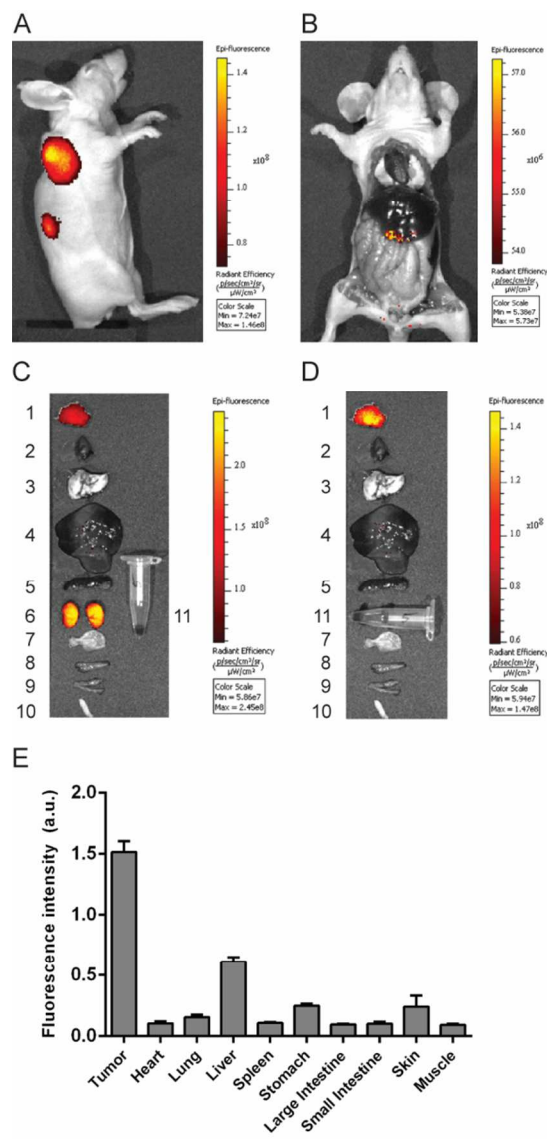 A
Epi-fluorescence
1.4
1.2
x10⁸
1.0
0.8
Radiant Efficiency
(p/sec/cm²/sr / µW/cm²)
Color Scale
Min = 7.24e7
Max = 1.46e8
B
Epi-fluorescence
57.0
56.0
x10⁶
55.0
54.0
Radiant Efficiency
(p/sec/cm²/sr / µW/cm²)
Color Scale
Min = 5.38e7
Max = 5.73e7
C
1
2
3
4
5
6
7
8
9
10
11
Epi-fluorescence
2.0
1.5
x10⁸
1.0
Radiant Efficiency
(p/sec/cm²/sr / µW/cm²)
Color Scale
Min = 5.86e7
Max = 2.45e8
D
1
2
3
4
5
11
7
8
9
10
Epi-fluorescence
1.4
1.2
x10⁸
1.0
0.8
0.6
Radiant Efficiency
(p/sec/cm²/sr / µW/cm²)
Color Scale
Min = 5.94e7
Max = 1.47e8
E
Fluorescence intensity (a.u.)
2.0
1.5
1.0
0.5
0.0
Tumor
Heart
Lung
Liver
Spleen
Stomach
Large Intestine
Small Intestine
Skin
Muscle